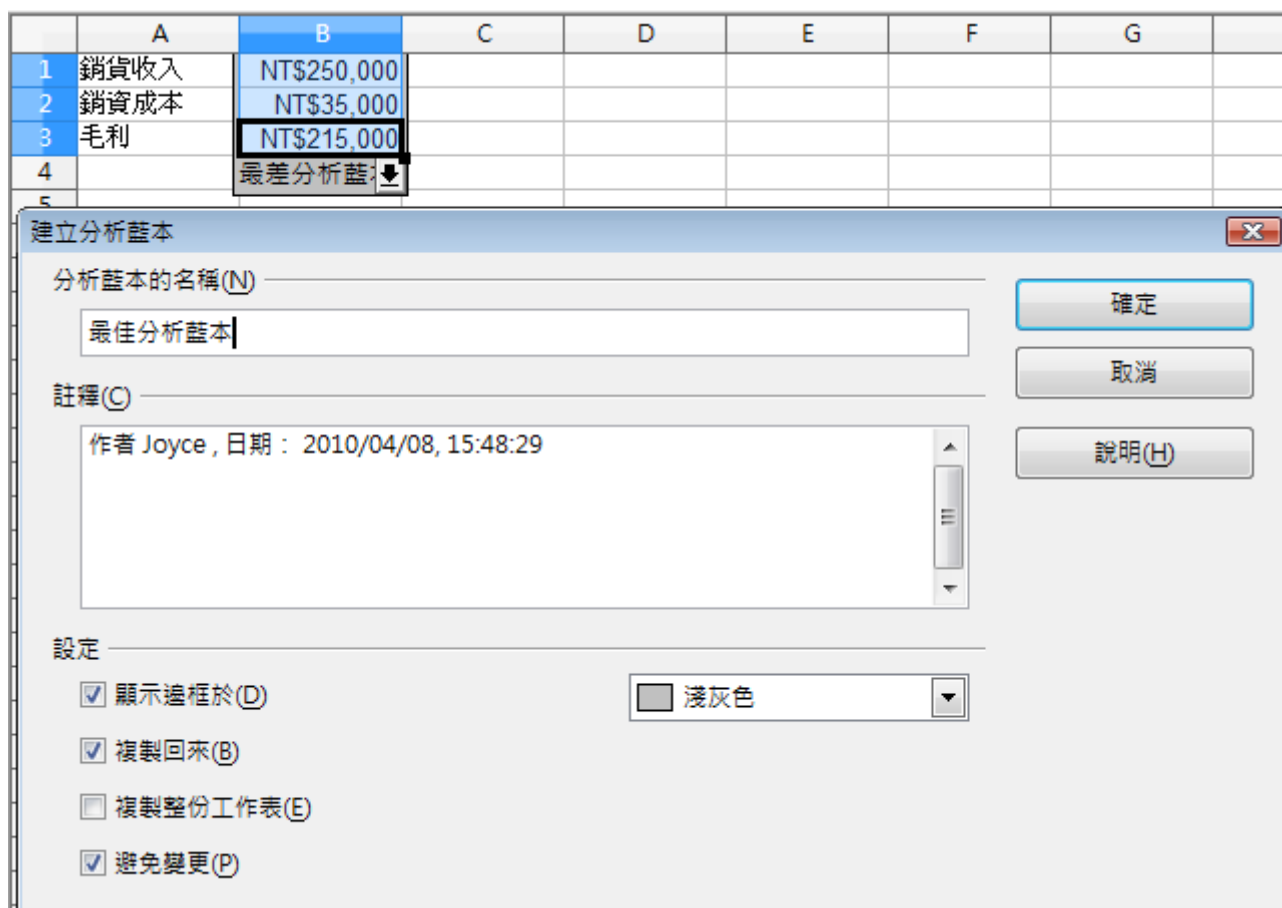 A B C D E F G
1 銷貨收入 NT$250,000
2 銷資成本 NT$35,000
3 毛利 NT$215,000
4 最差分析藍
5
建立分析藍本
分析藍本的名稱(N)
最佳分析藍本
確定
取消
註釋(C)
作者 Joyce , 日期： 2010/04/08, 15:48:29
說明(H)
設定
顯示邊框於(D) 淺灰色
複製回來(B)
複製整份工作表(E)
避免變更(P)